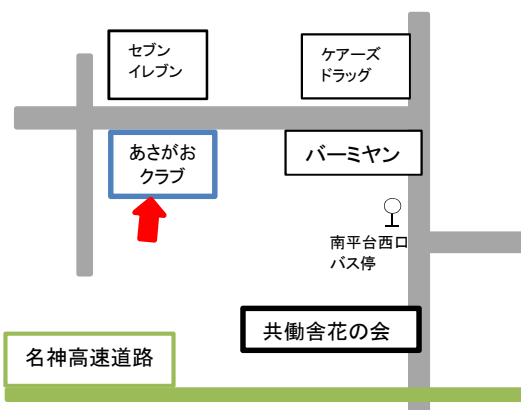 セブン
イレブン
ケアーズ
ドラッグ
あさがお
クラブ
バーミヤン
南平台西口
バス停
共働舎花の会
名神高速道路